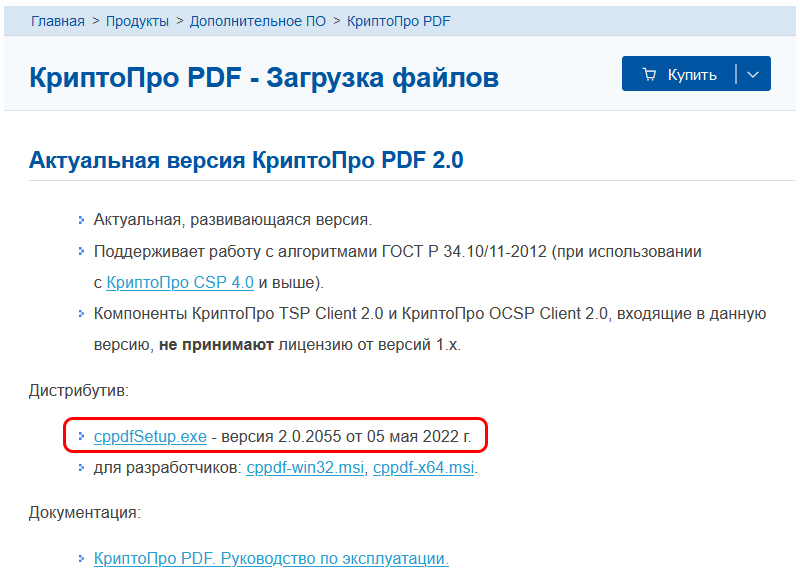 Главная > Продукты > Дополнительное ПО > КриптоПро PDF
КриптоПро PDF - Загрузка файлов
Купить
Актуальная версия КриптоПро PDF 2.0
Актуальная, развивающаяся версия.
Поддерживает работу с алгоритмами ГОСТ Р 34.10/11-2012 (при использовании
с КриптоПро CSP 4.0 и выше).
Компоненты КриптоПро TSP Client 2.0 и КриптоПро OCSP Client 2.0, входящие в данную
версию, не принимают лицензию от версий 1.x.
Дистрибутив:
cppdfSetup.exe - версия 2.0.2055 от 05 мая 2022 г.
для разработчиков: cppdf-win32.msi, cppdf-x64.msi.
Документация:
КриптоПро PDF. Руководство по эксплуатации.